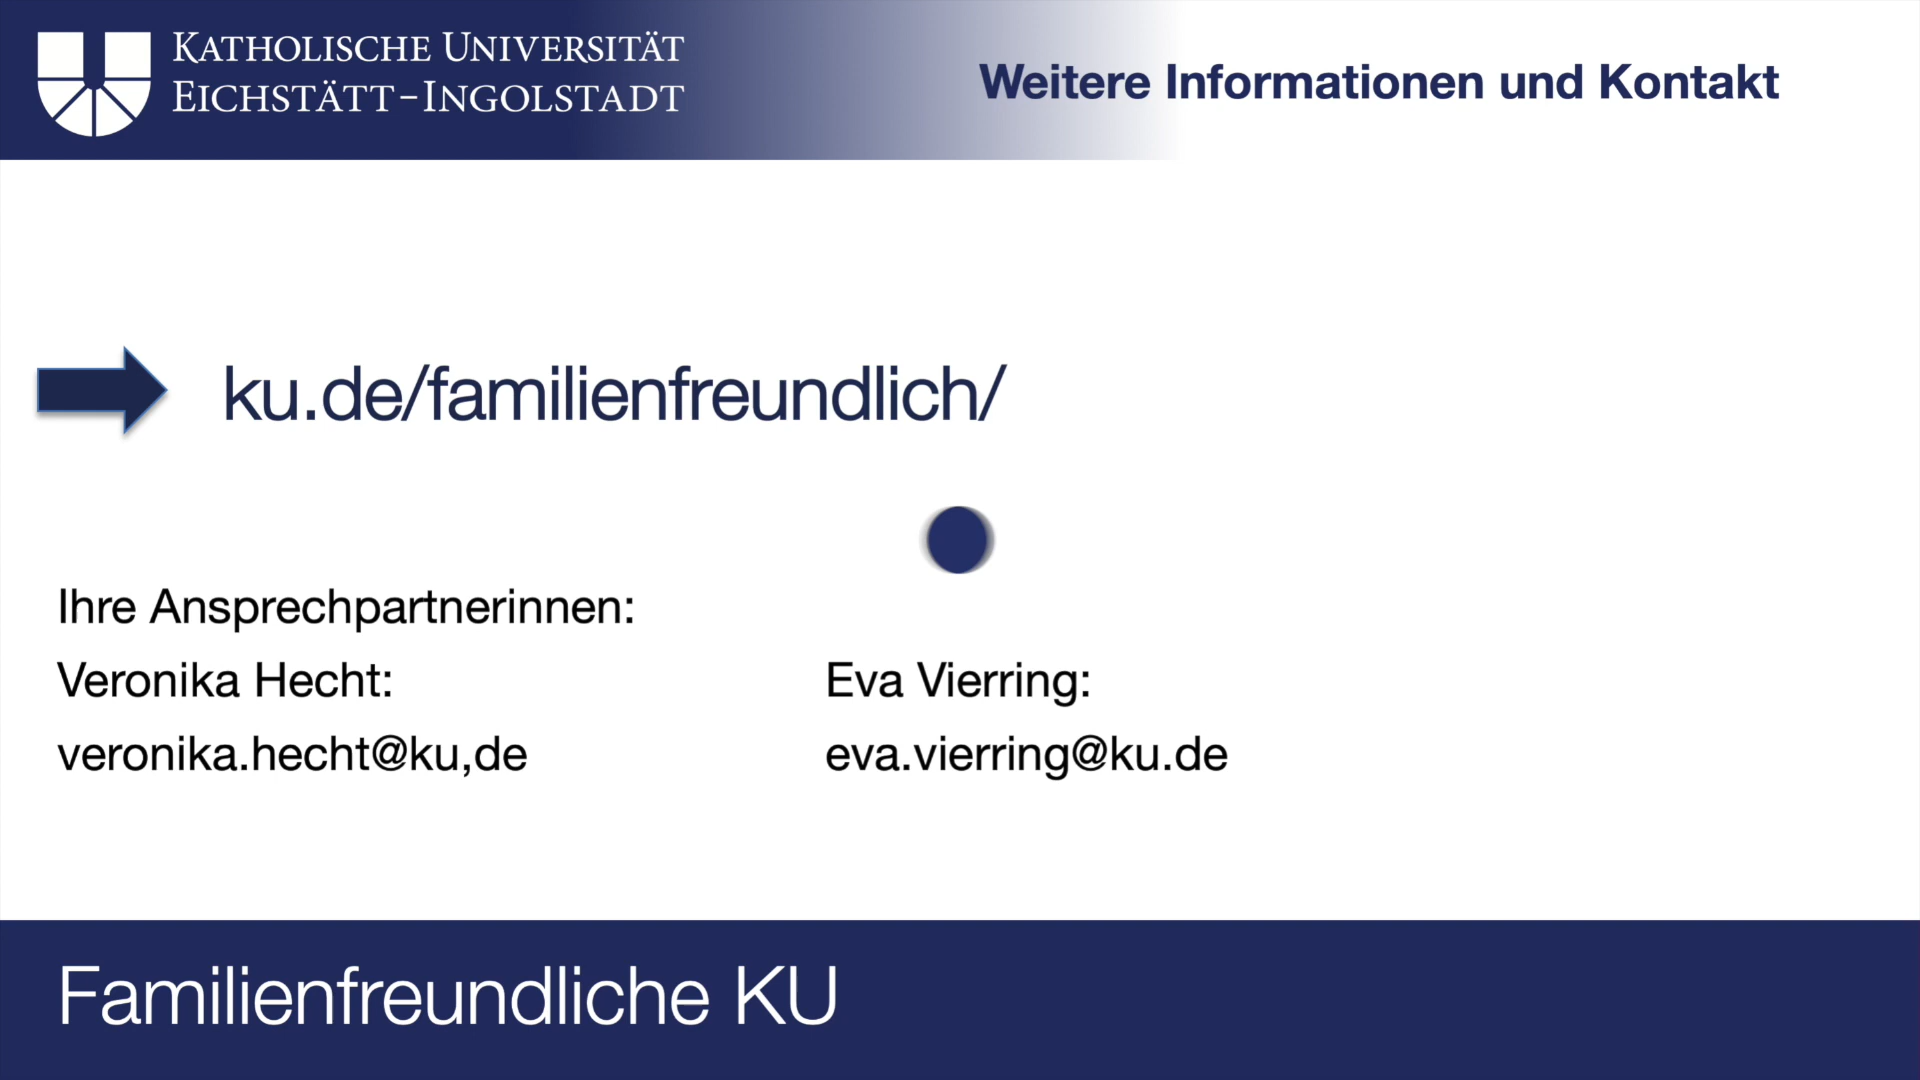 KATHOLISCHE UNIVERSITÄT
EICHSTÄTT-INGOLSTADT
Weitere Informationen und Kontakt
ku.de/familienfreundlich/
Ihre Ansprechpartnerinnen:
Veronika Hecht:
veronika.hecht@ku,de
Eva Vierring:
eva.vierring@ku.de
Familienfreundliche KU